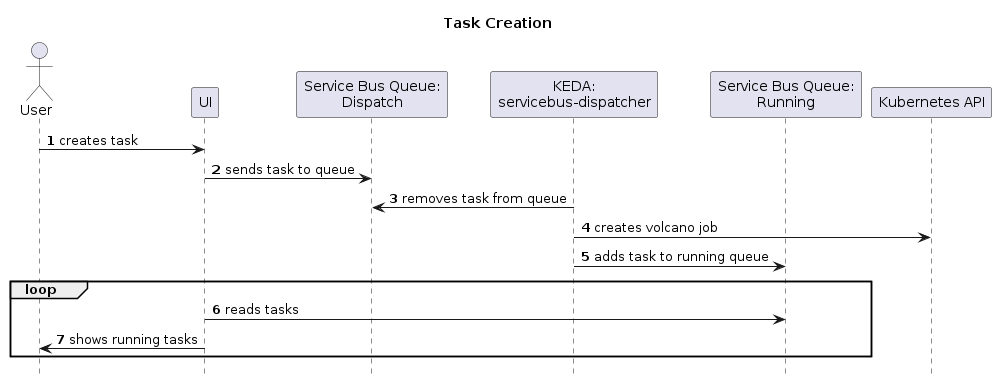 Task Creation
User
UI
Service Bus Queue:
Dispatch
KEDA:
servicebus-dispatcher
Service Bus Queue:
Running
Kubernetes API
1 creates task
2 sends task to queue
3 removes task from queue
4 creates volcano job
5 adds task to running queue
loop
6 reads tasks
7 shows running tasks